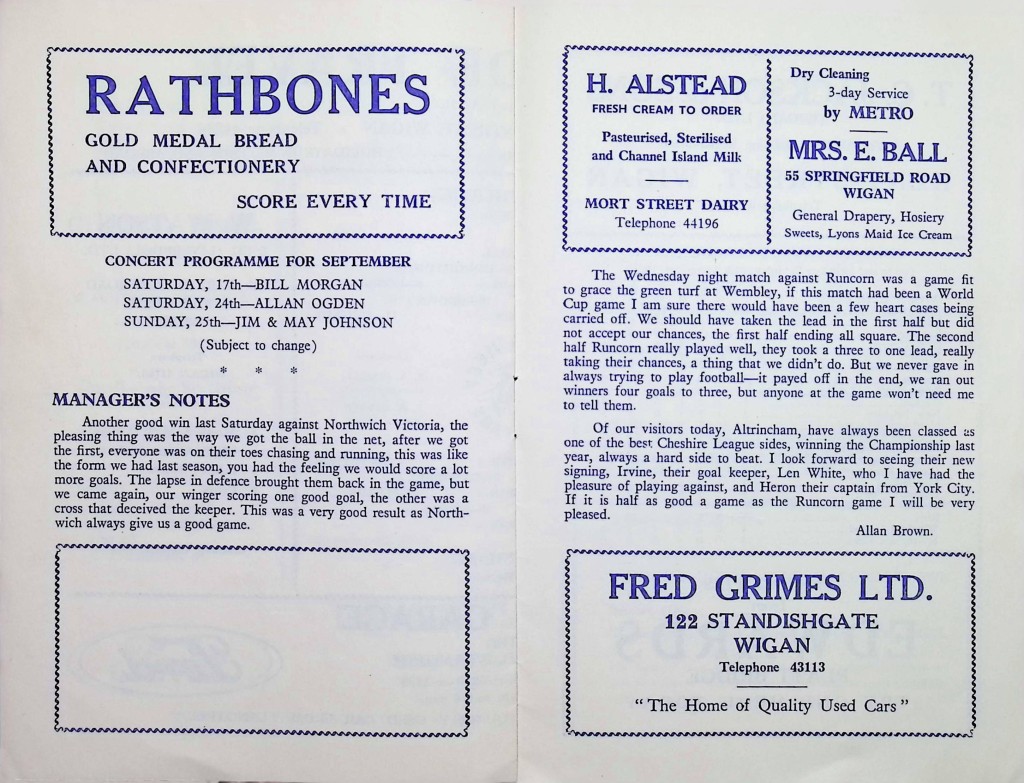 RATHBONES
GOLD MEDAL BREAD
AND CONFECTIONERY
SCORE EVERY TIME
CONCERT PROGRAMME FOR SEPTEMBER
SATURDAY, 17th—BILL MORGAN
SATURDAY, 24th—ALLAN OGDEN
SUNDAY, 25th—JIM & MAY JOHNSON
(Subject to change)
* * *
MANAGER'S NOTES
Another good win last Saturday against Northwich Victoria, the
pleasing thing was the way we got the ball in the net, after we got
the first, everyone was on their toes chasing and running, this was like
the form we had last season, you had the feeling we would score a lot
more goals. The lapse in defence brought them back in the game, but
we came again, our winger scoring one good goal, the other was a
cross that deceived the keeper. This was a very good result as North-
wich always give us a good game.
H. ALSTEAD
FRESH CREAM TO ORDER
Pasteurised, Sterilised
and Channel Island Milk
MORT STREET DAIRY
Telephone 44196
Dry Cleaning
3-day Service
by METRO
MRS. E. BALL
55 SPRINGFIELD ROAD
WIGAN
General Drapery, Hosiery
Sweets, Lyons Maid Ice Cream
The Wednesday night match against Runcorn was a game fit
to grace the green turf at Wembley, if this match had been a World
Cup game I am sure there would have been a few heart cases being
carried off. We should have taken the lead in the first half but did
not accept our chances, the first half ending all square. The second
half Runcorn really played well, they took a three to one lead, really
taking their chances, a thing that we didn't do. But we never gave in
always trying to play football—it payed off in the end, we ran out
winners four goals to three, but anyone at the game won't need me
to tell them.
Of our visitors today, Altrincham, have always been classed as
one of the best Cheshire League sides, winning the Championship last
year, always a hard side to beat. I look forward to seeing their new
signing, Irvine, their goal keeper, Len White, who I have had the
pleasure of playing against, and Heron their captain from York City.
If it is half as good a game as the Runcorn game I will be very
pleased.
Allan Brown.
FRED GRIMES LTD.
122 STANDISHGATE
WIGAN
Telephone 43113
"The Home of Quality Used Cars"